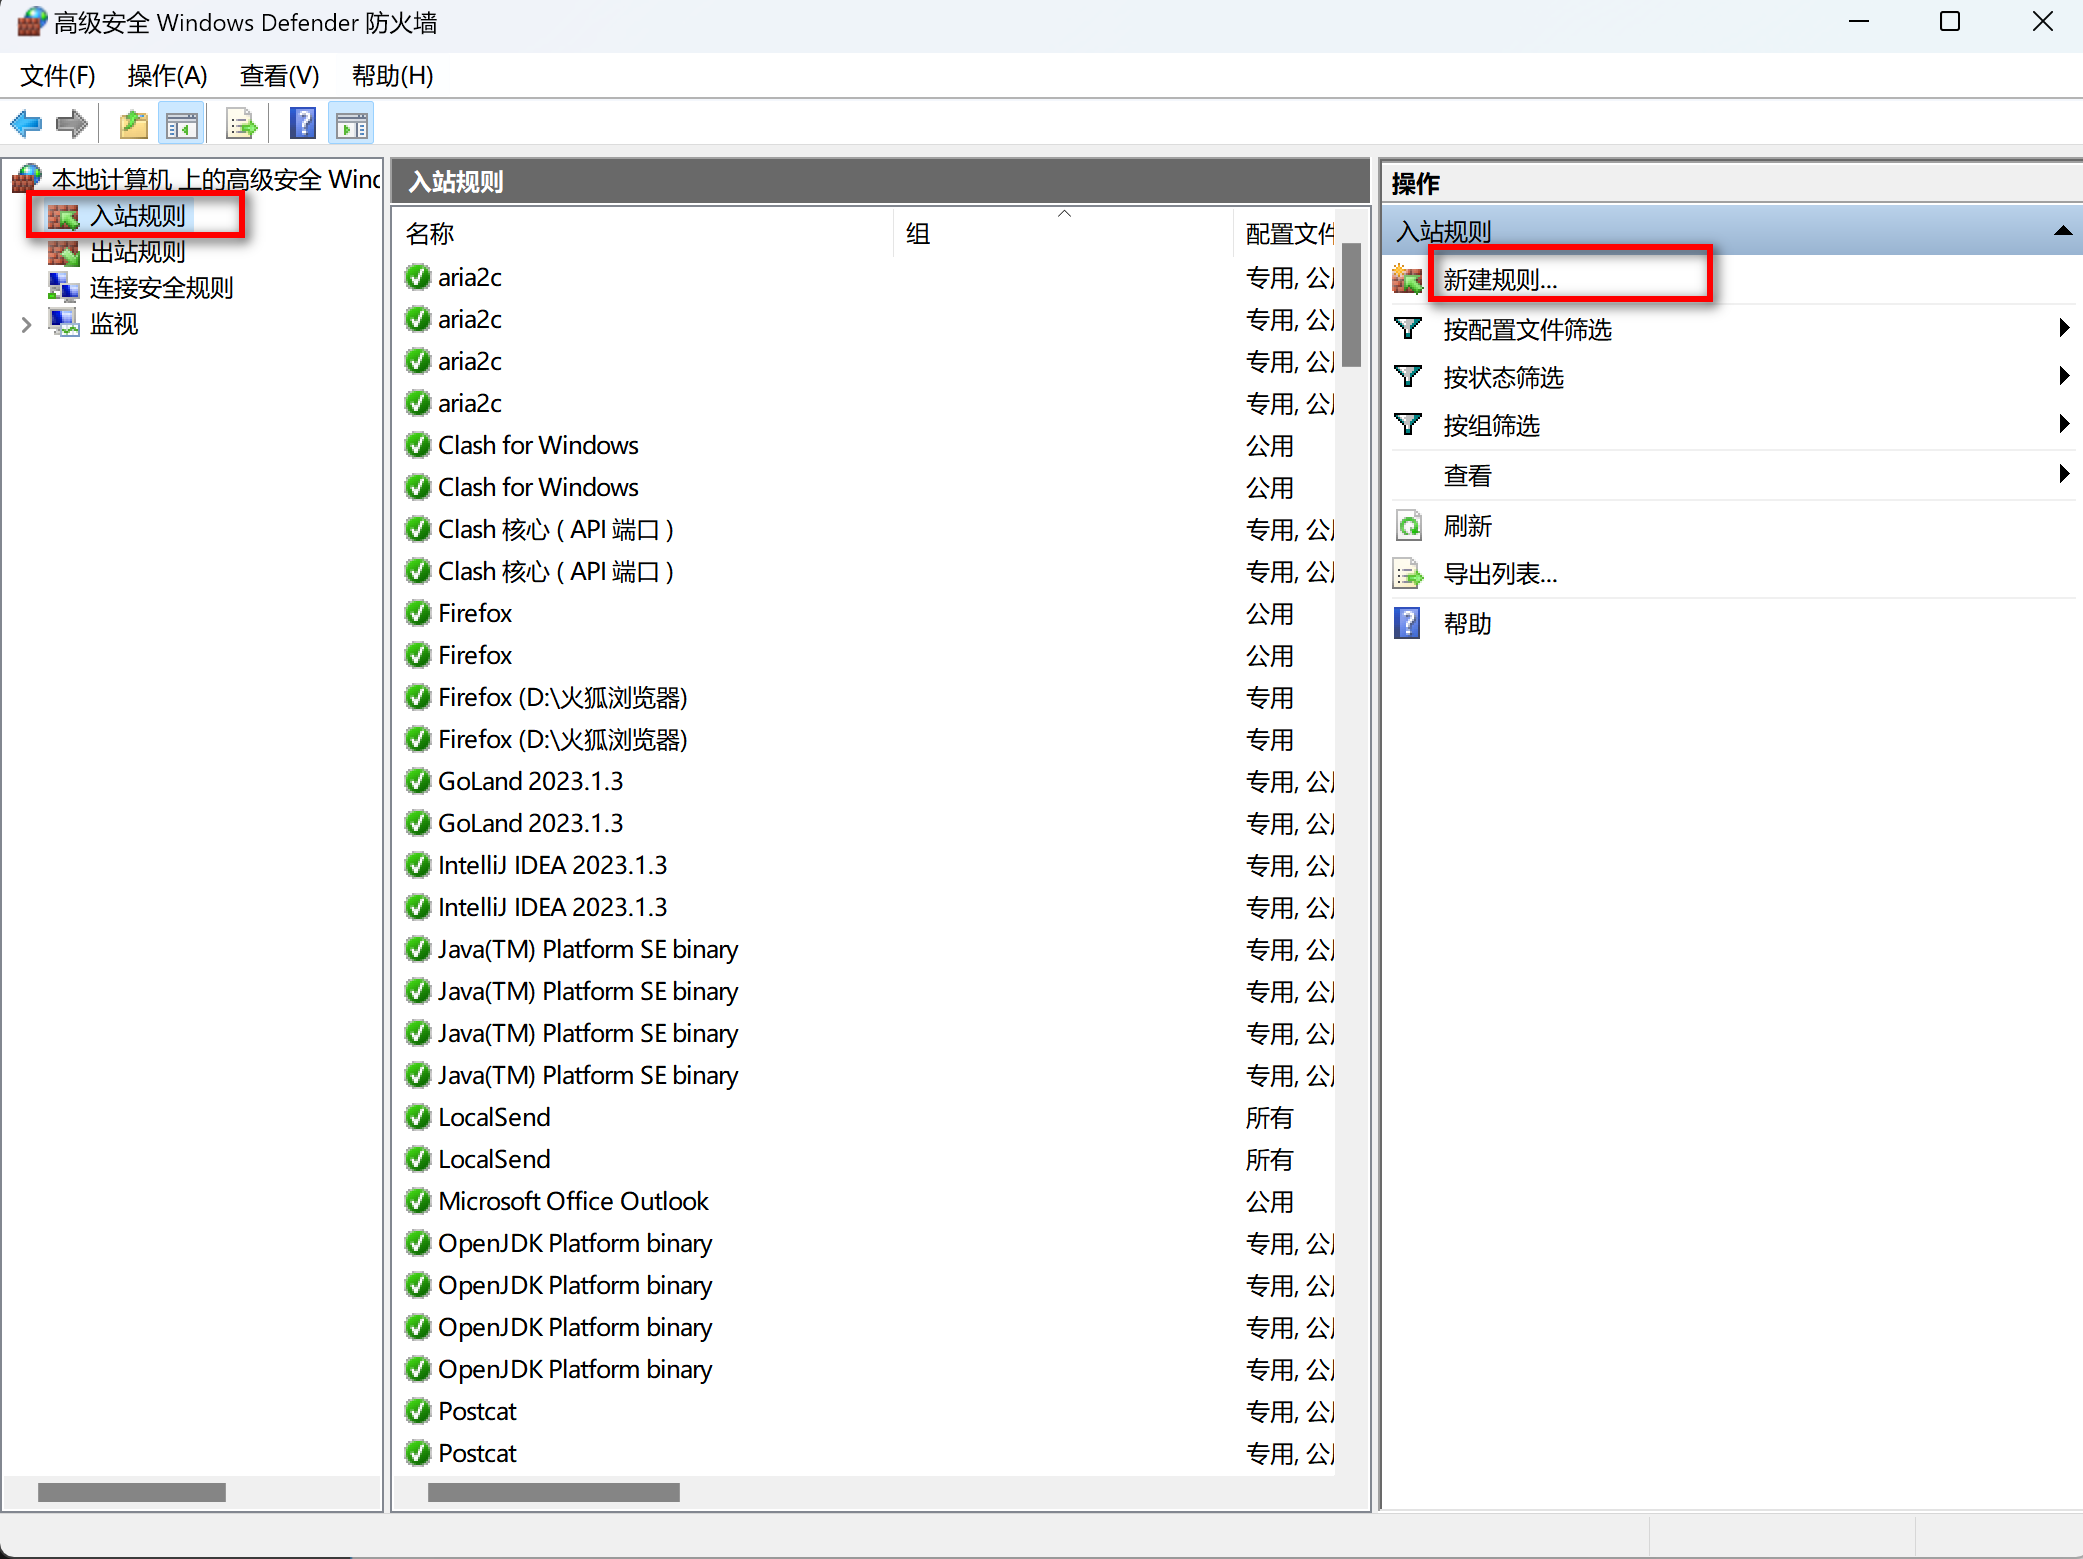 高级安全 Windows Defender 防火墙
文件(F) 操作(A) 查看(V) 帮助(H)
本地计算机 上的高级安全 Wind
入站规则
出站规则
连接安全规则
监视
入站规则
名称 组 配置文件
aria2c 专用, 公
aria2c 专用, 公
aria2c 专用, 公
aria2c 专用, 公
Clash for Windows 公用
Clash for Windows 公用
Clash 核心 ( API 端口 ) 专用, 公
Clash 核心 ( API 端口 ) 专用, 公
Firefox 公用
Firefox 公用
Firefox (D:\火狐浏览器) 专用
Firefox (D:\火狐浏览器) 专用
GoLand 2023.1.3 专用, 公
GoLand 2023.1.3 专用, 公
IntelliJ IDEA 2023.1.3 专用, 公
IntelliJ IDEA 2023.1.3 专用, 公
Java(TM) Platform SE binary 专用, 公
Java(TM) Platform SE binary 专用, 公
Java(TM) Platform SE binary 专用, 公
Java(TM) Platform SE binary 专用, 公
LocalSend 所有
LocalSend 所有
Microsoft Office Outlook 公用
OpenJDK Platform binary 专用, 公
OpenJDK Platform binary 专用, 公
OpenJDK Platform binary 专用, 公
OpenJDK Platform binary 专用, 公
Postcat 专用, 公
Postcat 专用, 公
操作
入站规则
新建规则...
按配置文件筛选
按状态筛选
按组筛选
查看
刷新
导出列表...
帮助